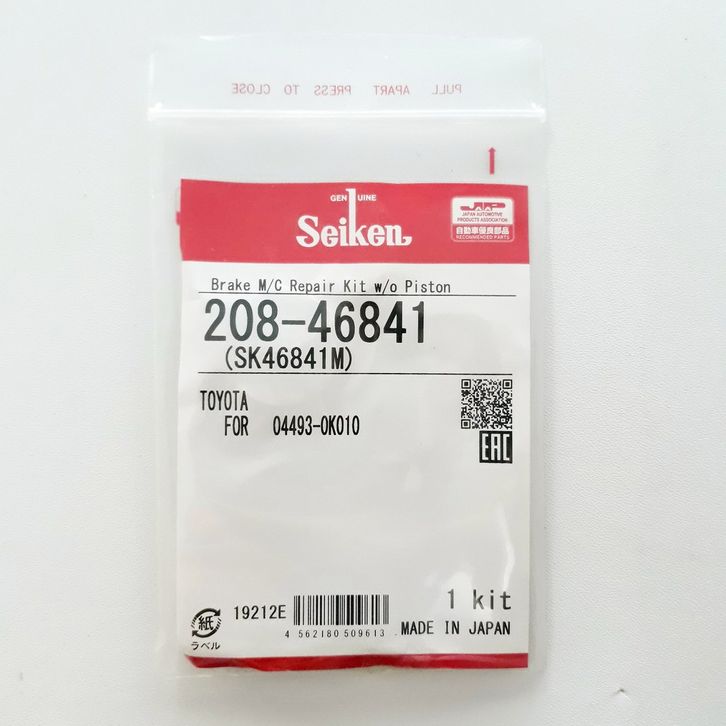 PULL APART PRESS TO CLOSE
GENUINE
Seiken
JAPAN AUTOMOTIVE
PRODUCTS ASSOCIATION
自動車優良部品
RECOMMENDED PARTS
Brake M/C Repair Kit w/o Piston
208-46841
(SK46841M)
TOYOTA
FOR 04493-0K010
EAC
1 kit
紙
ラベル
19212E
4 562180 509613
MADE IN JAPAN